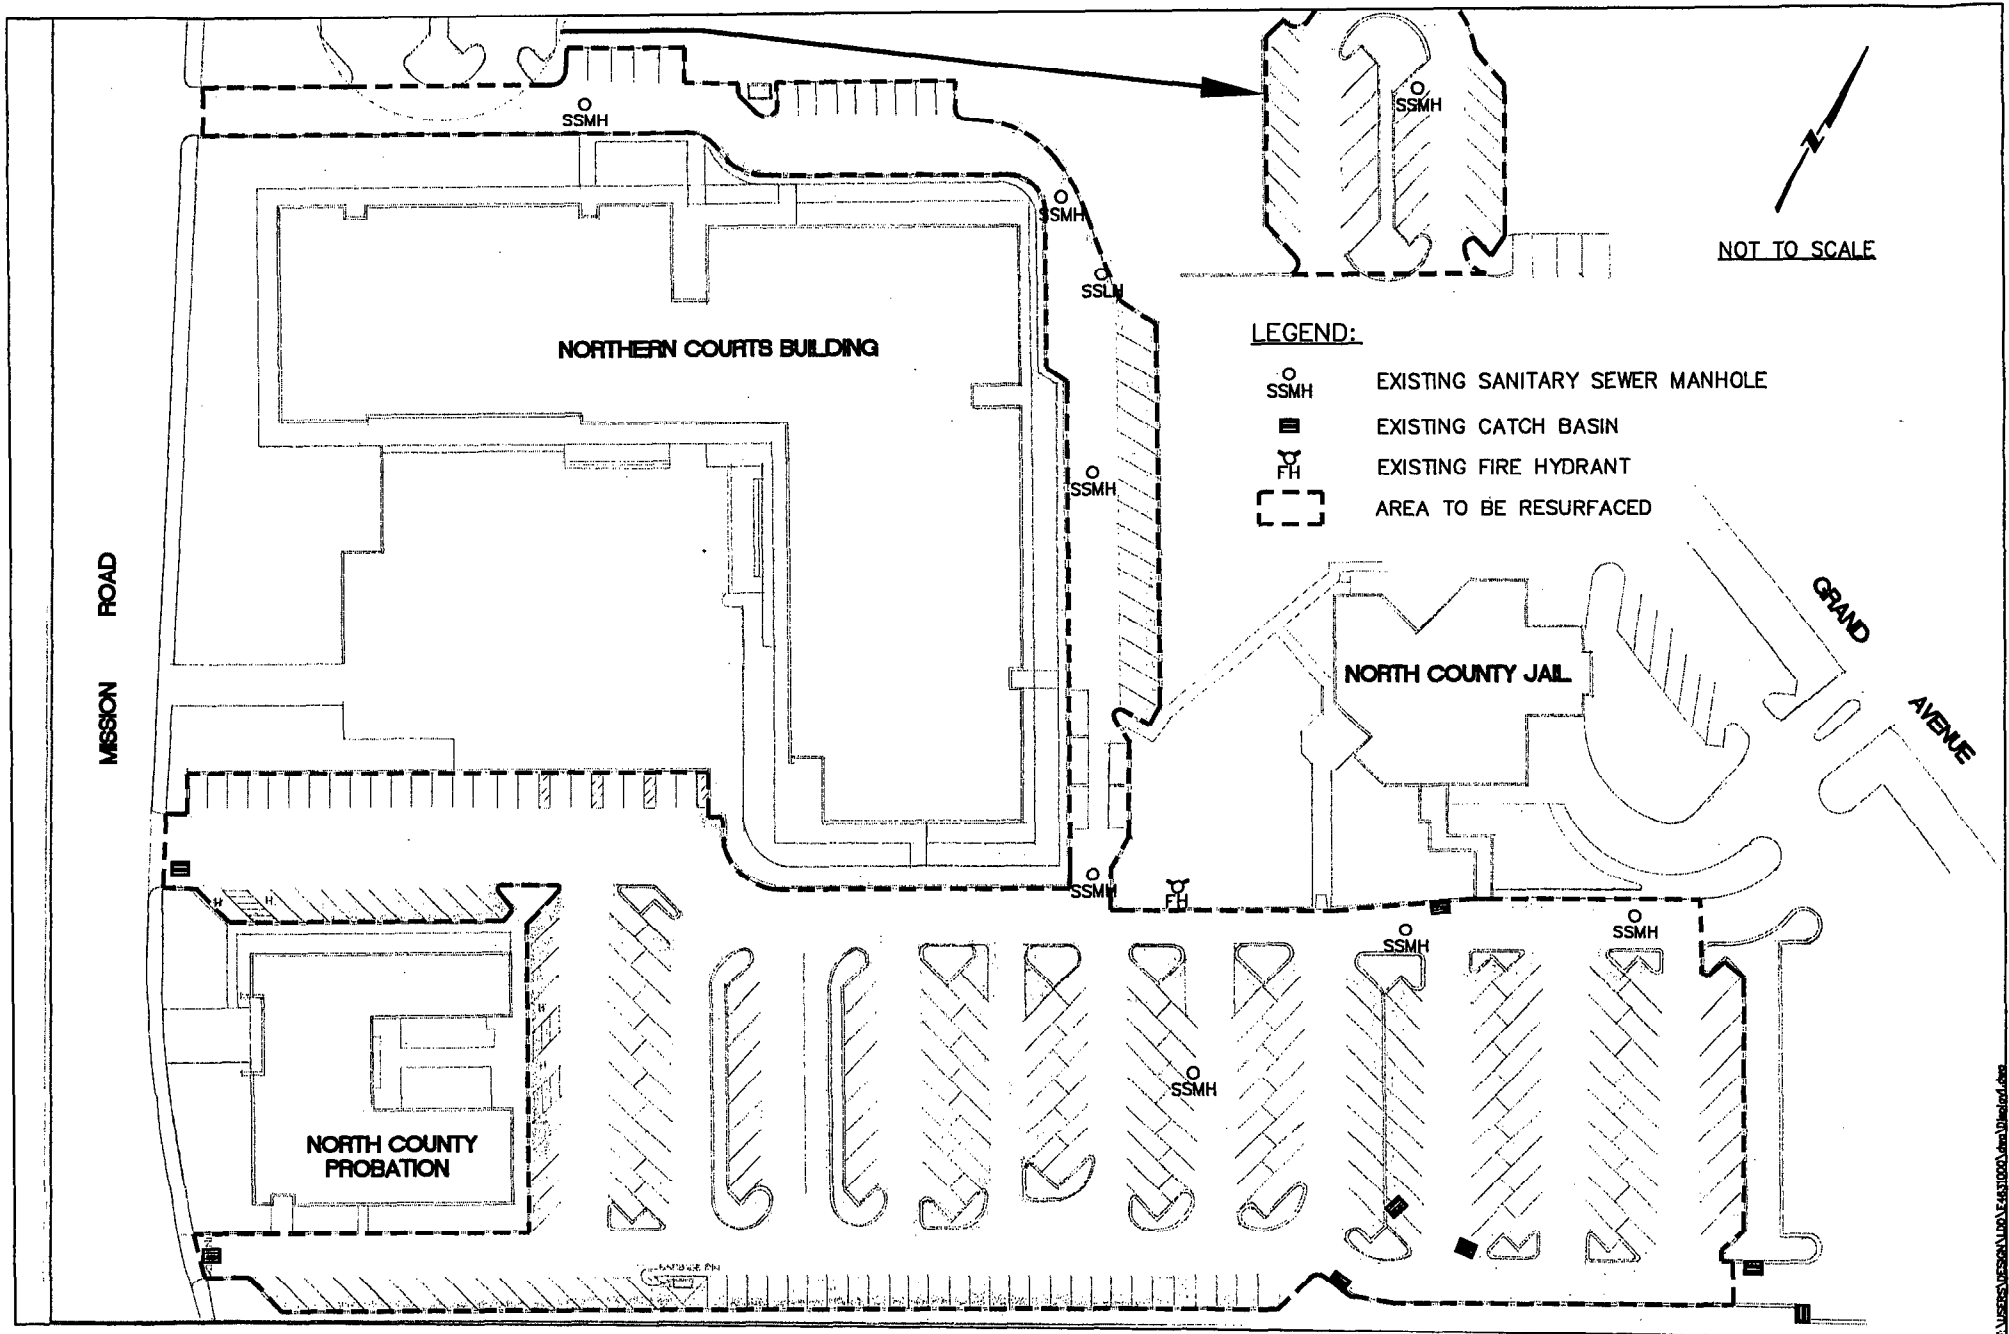 SSMH
SSMH
SSMH
SSLH
NOT TO SCALE
N
NORTHERN COURTS BUILDING
LEGEND:
SSMH EXISTING SANITARY SEWER MANHOLE
EXISTING CATCH BASIN
FH EXISTING FIRE HYDRANT
AREA TO BE RESURFACED
SSMH
MISSION ROAD
GRAND AVENUE
NORTH COUNTY JAIL
SSMH
FH
SSMH
SSMH
H
H
H
H
SSMH
NORTH COUNTY
PROBATION